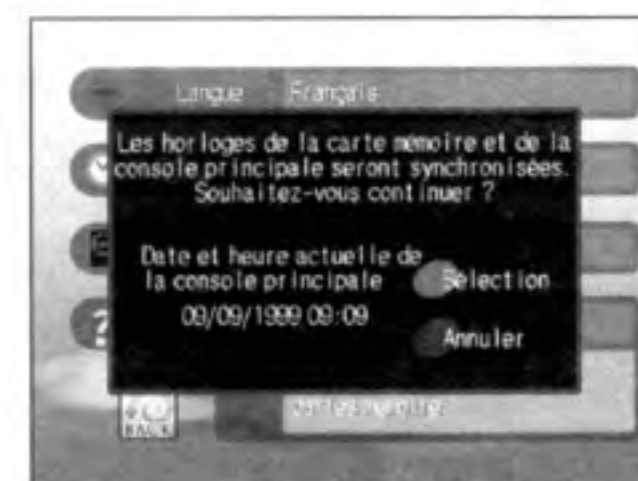 Langue
Français
Les horloges de la carte mémoire et de la
console principale seront synchronisées.
Souhaitez-vous continuer ?
Date et heure actuelle de
la console principale
09/09/1999 09:09
Sélection
Annuler
?
BACK